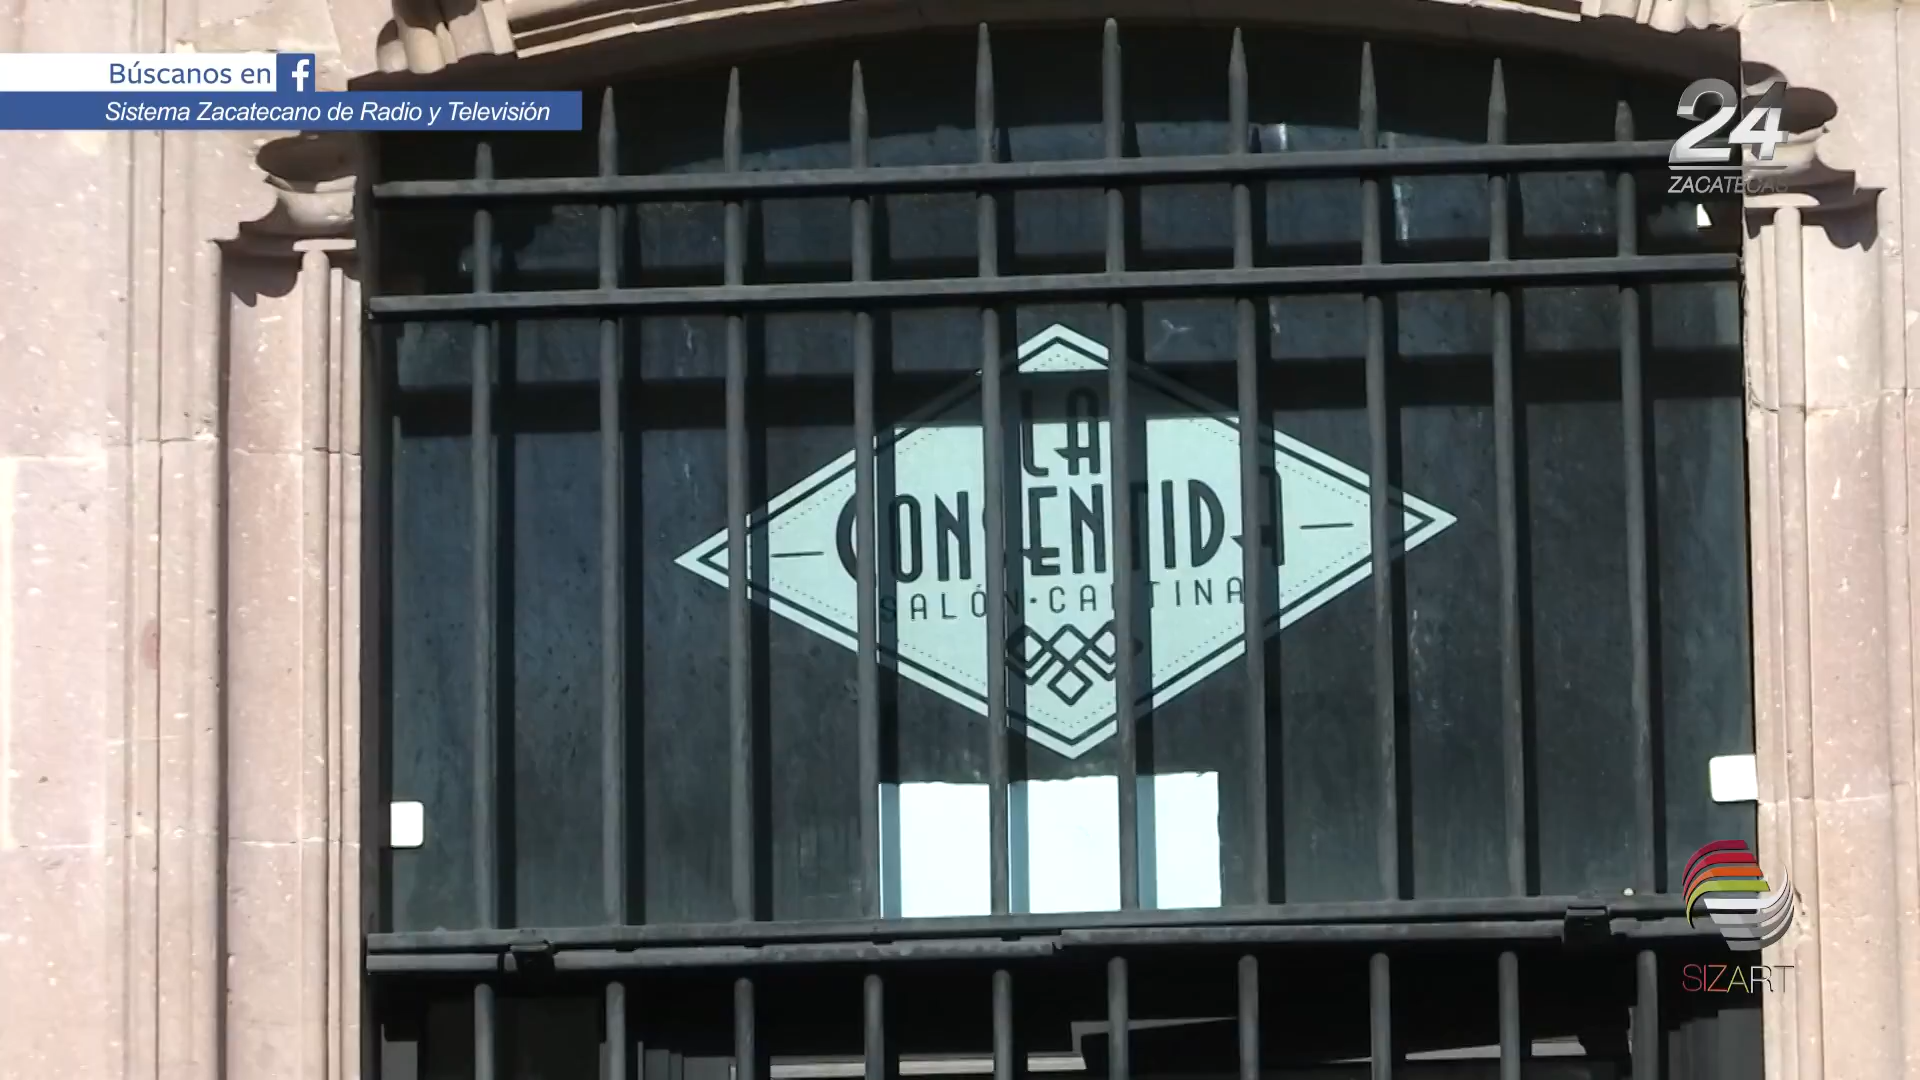 Búscanos en f
Sistema Zacatecano de Radio y Televisión
24
ZACATECAS
LA
CONSENTIDA
SALÓN·CANTINA
SIZART